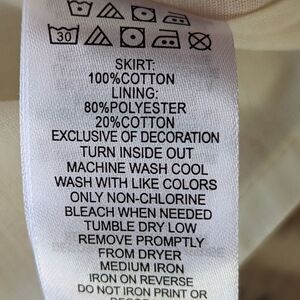 30
SKIRT:
100%COTTON
LINING:
80%POLYESTER
20%COTTON
EXCLUSIVE OF DECORATION
TURN INSIDE OUT
MACHINE WASH COOL
WASH WITH LIKE COLORS
ONLY NON-CHLORINE
BLEACH WHEN NEEDED
TUMBLE DRY LOW
REMOVE PROMPTLY
FROM DRYER
MEDIUM IRON
IRON ON REVERSE
DO NOT IRON PRINT OR